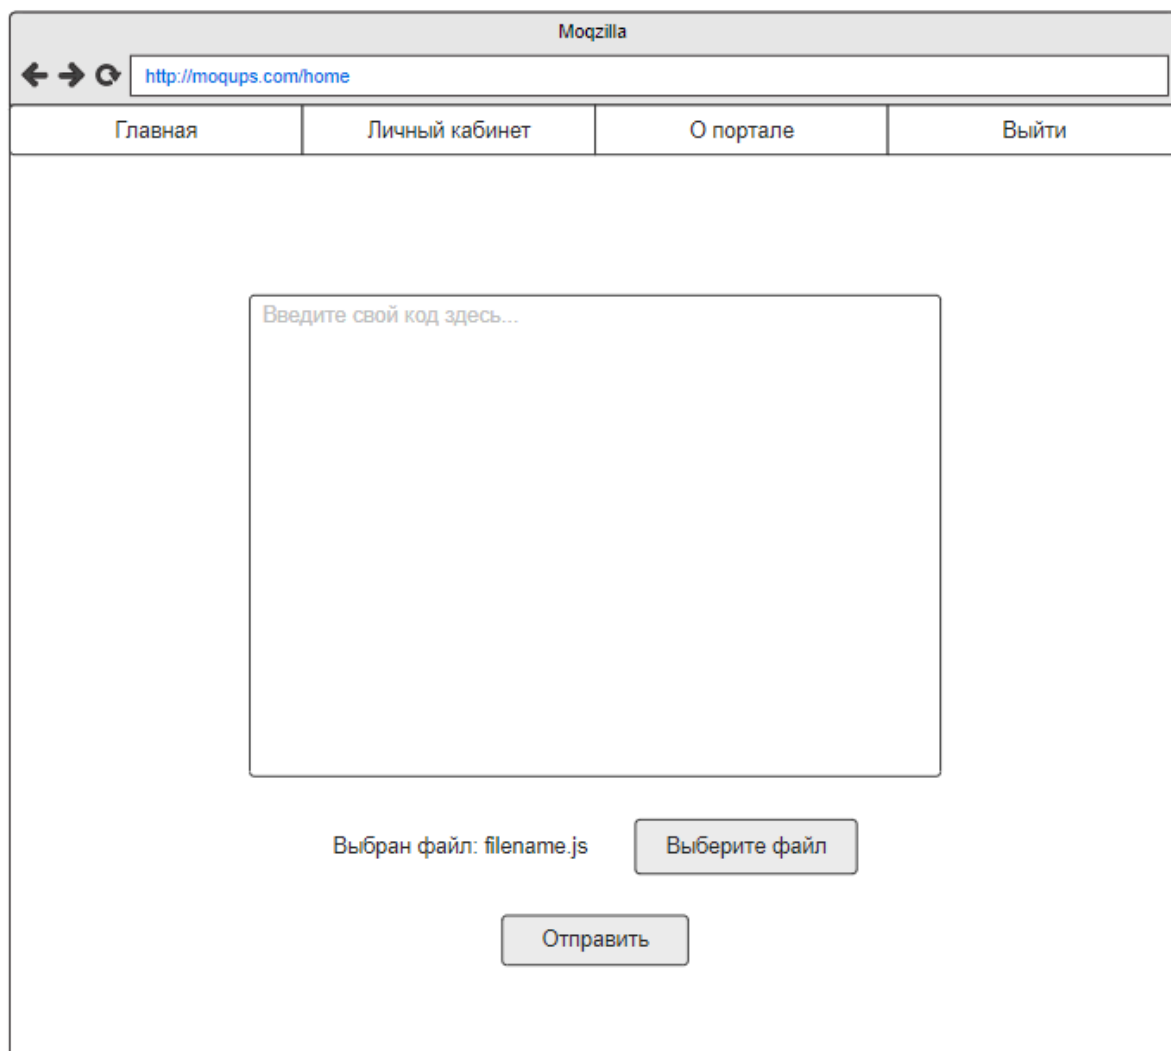 Moqzilla
http://moqups.com/home
Главная Личный кабинет О портале Выйти
Введите свой код здесь...
Выбран файл: filename.js Выберите файл
Отправить